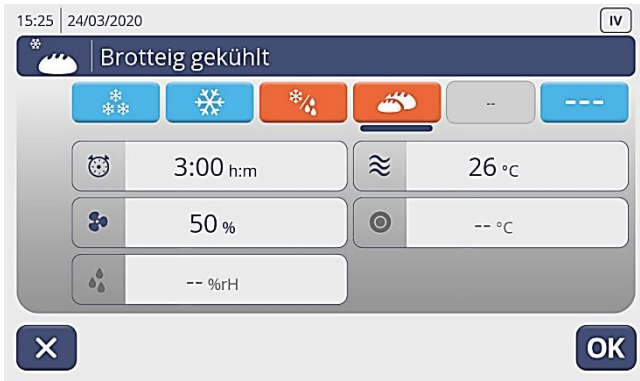 15:25 24/03/2020 IV
Brotteig gekühlt
-- ---
3:00 h:m 26 °C
50 % -- °C
-- %rH
OK